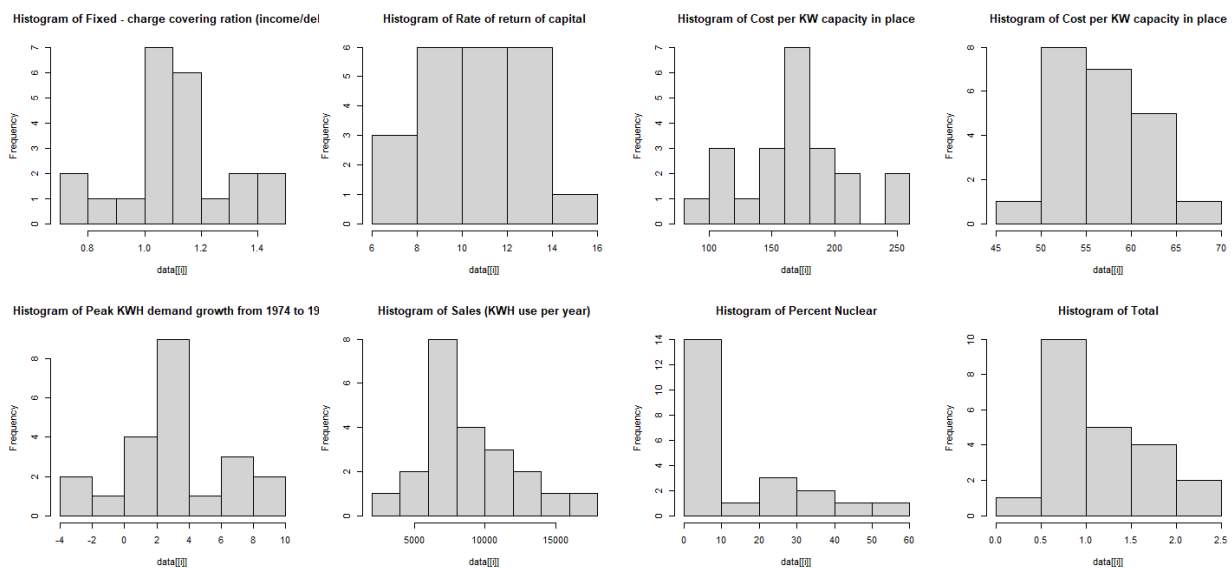 Histogram of Fixed - charge covering ration (income/del
Frequency
0 1 2 3 4 5 6 7
0.8 1.0 1.2 1.4
data[[i]]
Histogram of Rate of return of capital
Frequency
0 1 2 3 4 5 6
6 8 10 12 14 16
data[[i]]
Histogram of Cost per KW capacity in place
Frequency
0 1 2 3 4 5 6 7
100 150 200 250
data[[i]]
Histogram of Cost per KW capacity in place
Frequency
0 2 4 6 8
45 50 55 60 65 70
data[[i]]
Histogram of Peak KWH demand growth from 1974 to 19
Frequency
0 2 4 6 8
-4 -2 0 2 4 6 8 10
data[[i]]
Histogram of Sales (KWH use per year)
Frequency
0 2 4 6 8
5000 10000 15000
data[[i]]
Histogram of Percent Nuclear
Frequency
0 2 4 6 8 10 12 14
0 10 20 30 40 50 60
data[[i]]
Histogram of Total
Frequency
0 2 4 6 8 10
0.0 0.5 1.0 1.5 2.0 2.5
data[[i]]